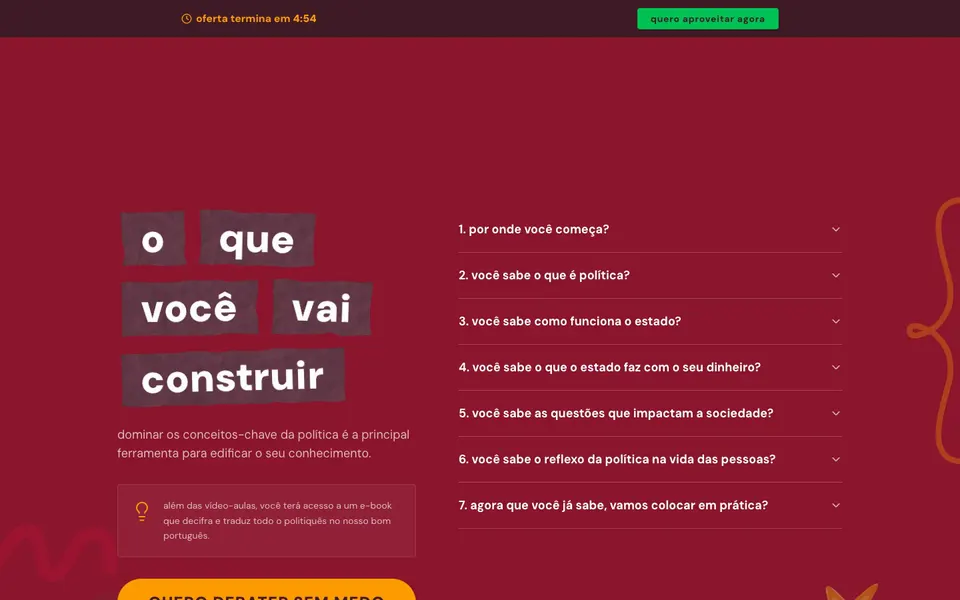 oferta termina em 4:54
quero aproveitar agora
o que
você vai
construir
dominar os conceitos-chave da política é a principal
ferramenta para edificar o seu conhecimento.
além das vídeo-aulas, você terá acesso a um e-book
que decifra e traduz todo o politiquês no nosso bom
português.
QUERO DEBATER SEM MEDO
1. por onde você começa?
2. você sabe o que é política?
3. você sabe como funciona o estado?
4. você sabe o que o estado faz com o seu dinheiro?
5. você sabe as questões que impactam a sociedade?
6. você sabe o reflexo da política na vida das pessoas?
7. agora que você já sabe, vamos colocar em prática?